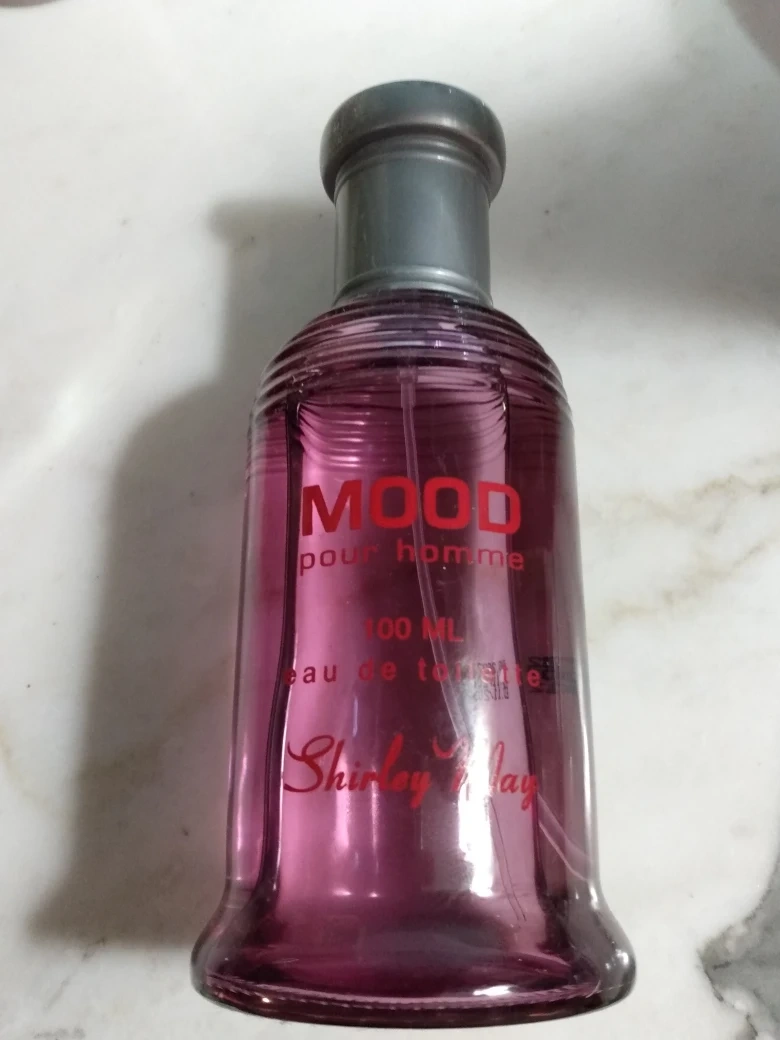 MOOD
pour homme
100 ML
eau de toilette
Shirley May